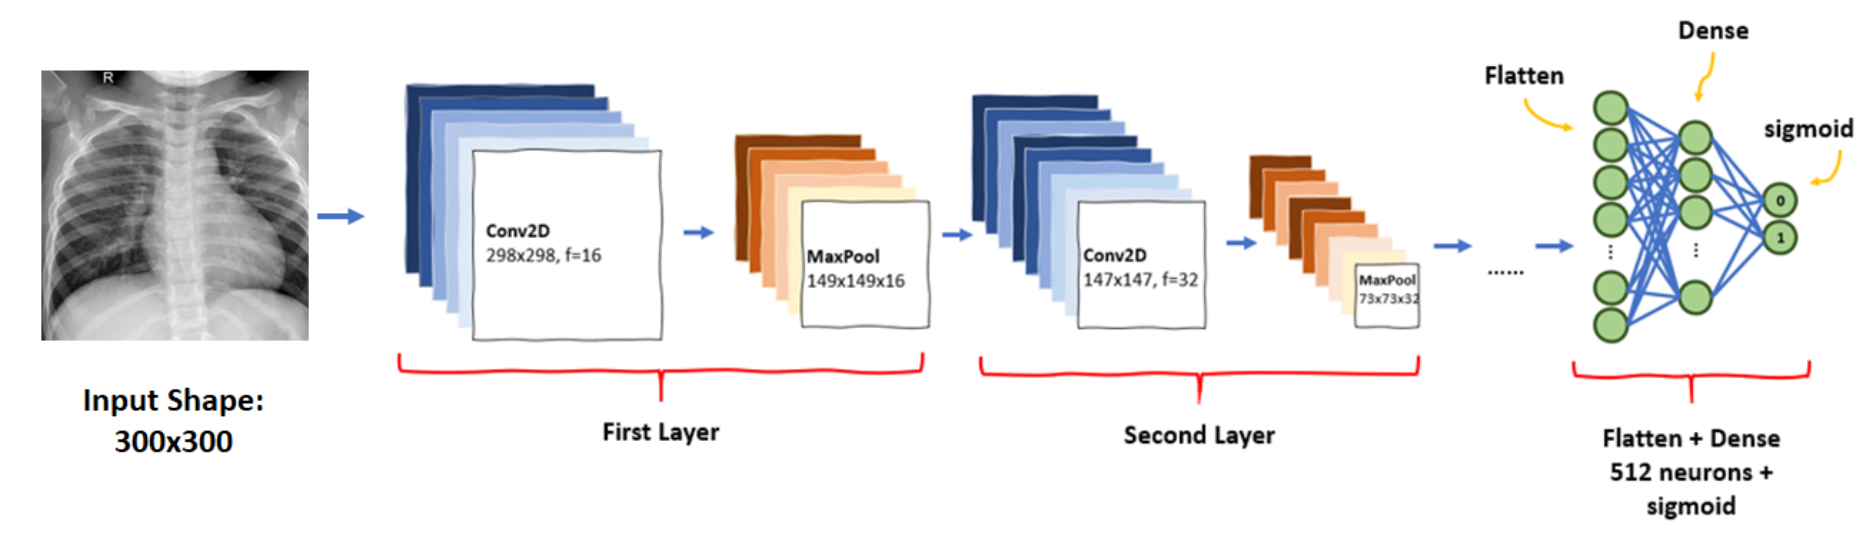 R
Input Shape:
300x300
Conv2D
298x298, f=16
MaxPool
149x149x16
First Layer
Conv2D
147x147, f=32
MaxPool
73x73x32
Second Layer
......
Flatten
Dense
sigmoid
0
1
Flatten + Dense
512 neurons +
sigmoid